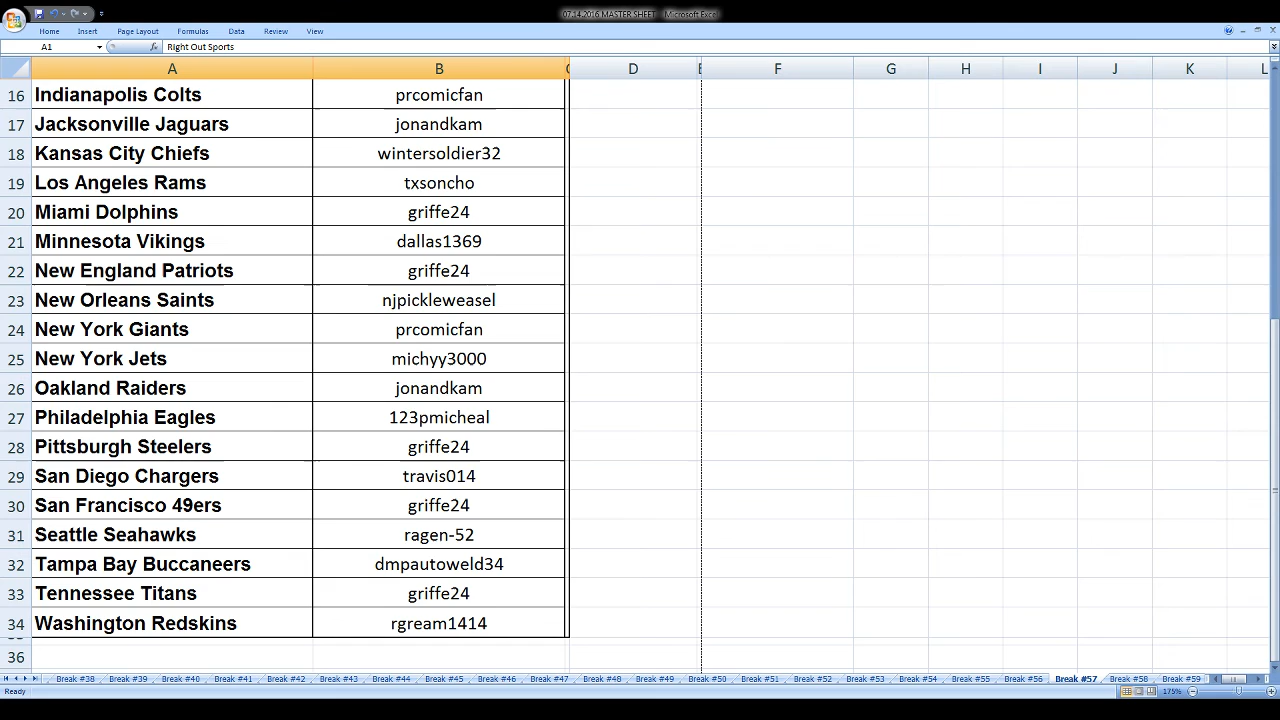 07.14.2016 MASTER SHEET - Microsoft Excel
Home Insert Page Layout Formulas Data Review View
A1 fx Right Out Sports
A B C D E F G H I J K L
16 Indianapolis Colts prcomicfan
17 Jacksonville Jaguars jonandkam
18 Kansas City Chiefs wintersoldier32
19 Los Angeles Rams txsoncho
20 Miami Dolphins griffe24
21 Minnesota Vikings dallas1369
22 New England Patriots griffe24
23 New Orleans Saints njpickleweasel
24 New York Giants prcomicfan
25 New York Jets michyy3000
26 Oakland Raiders jonandkam
27 Philadelphia Eagles 123pmicheal
28 Pittsburgh Steelers griffe24
29 San Diego Chargers travis014
30 San Francisco 49ers griffe24
31 Seattle Seahawks ragen-52
32 Tampa Bay Buccaneers dmpautoweld34
33 Tennessee Titans griffe24
34 Washington Redskins rgream1414
36
Break #38 Break #39 Break #40 Break #41 Break #42 Break #43 Break #44 Break #45 Break #46 Break #47 Break #48 Break #49 Break #50 Break #51 Break #52 Break #53 Break #54 Break #55 Break #56 Break #57 Break #58 Break #59
Ready 175%